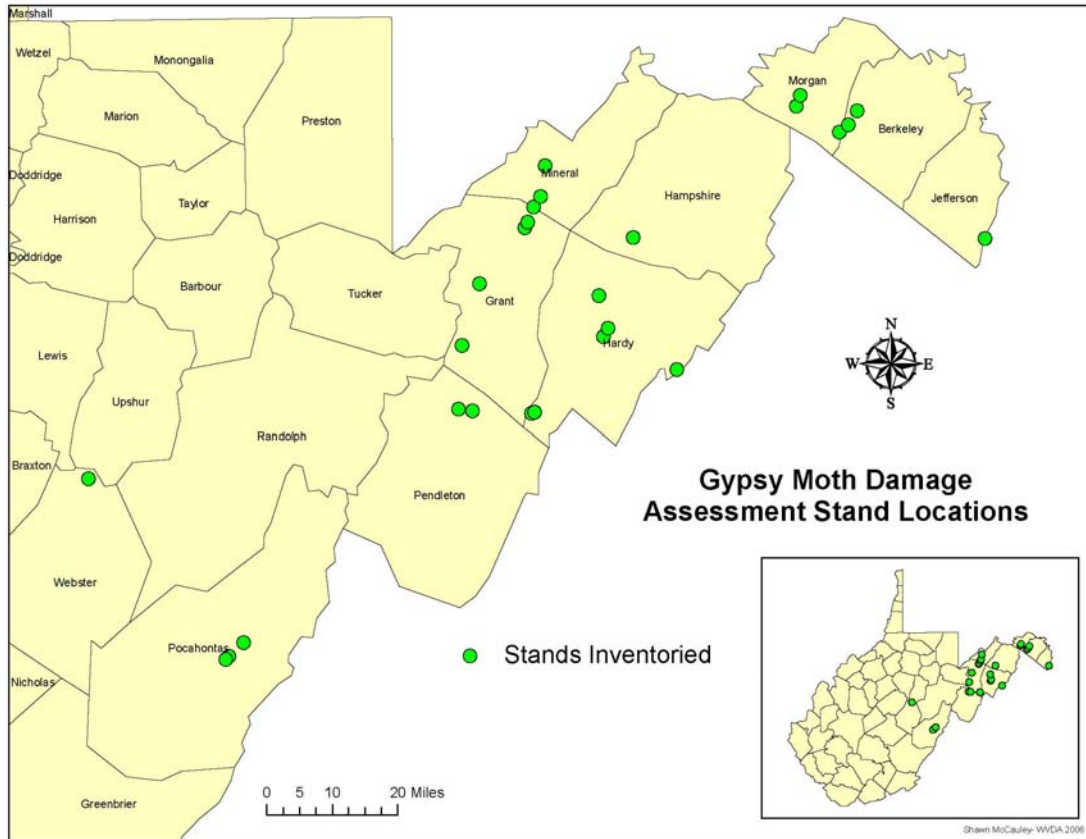 Marshall
Wetzel
Monongalia
Marion
Preston
Morgan
Berkeley
Doddridge
Mineral
Hampshire
Taylor
Harrison
Jefferson
Doddridge
Barbour
Tucker
Grant
Hardy
Lewis
Upshur
N
W E
S
Randolph
Braxton
Pendleton
Gypsy Moth Damage
Assessment Stand Locations
Webster
Pocahontas
Stands Inventoried
Nicholas
0 5 10 20 Miles
Greenbrier
Shawn McCauley- WVDA 2006